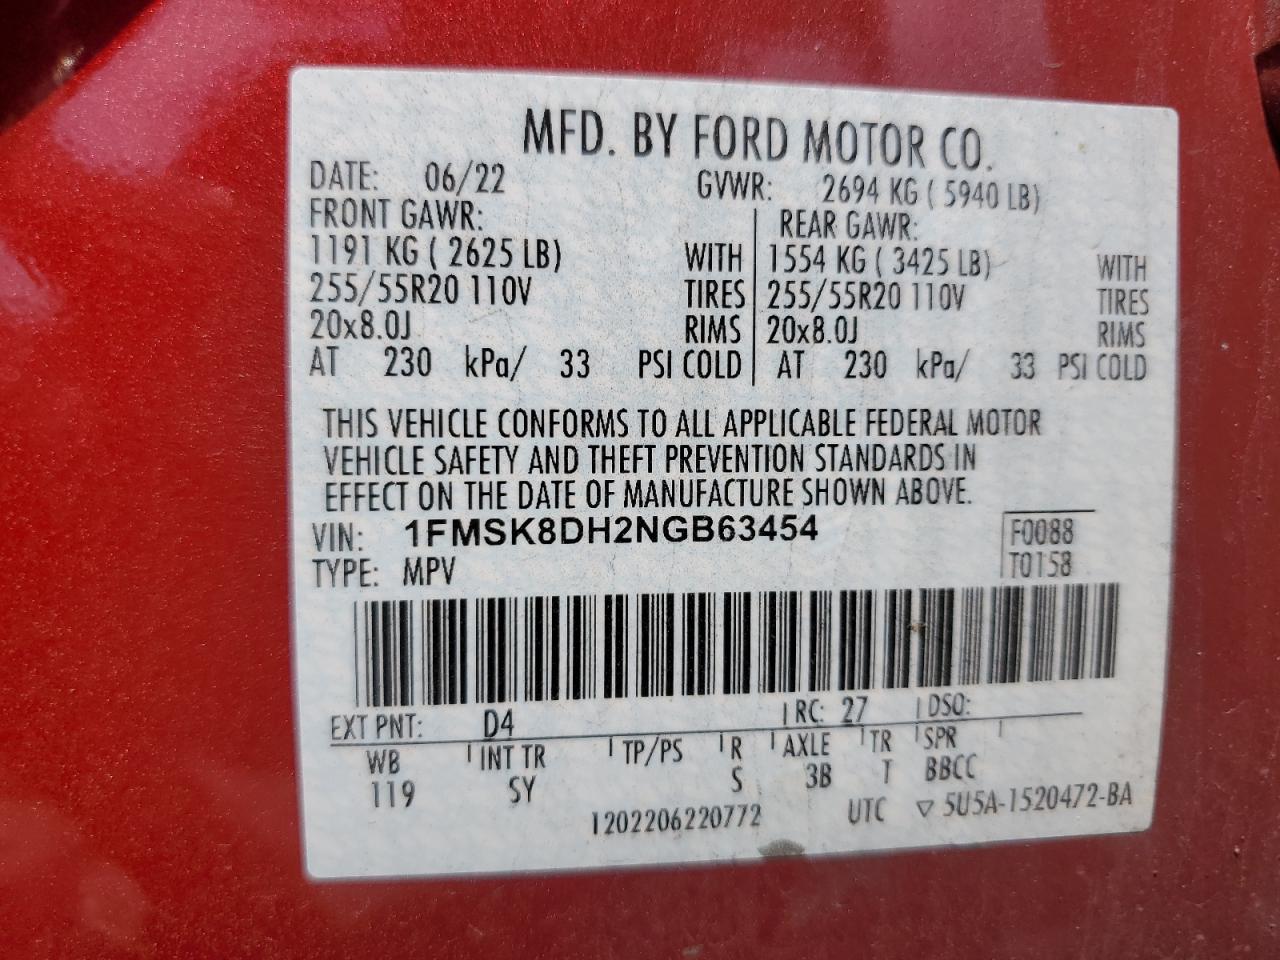 MFD. BY FORD MOTOR CO.
DATE: 06/22 GVWR: 2694 KG ( 5940 LB)
FRONT GAWR: REAR GAWR:
1191 KG ( 2625 LB) WITH 1554 KG ( 3425 LB) WITH
255/55R20 110V TIRES 255/55R20 110V TIRES
20x8.0J RIMS 20x8.0J RIMS
AT 230 kPa/ 33 PSI COLD AT 230 kPa/ 33 PSI COLD
THIS VEHICLE CONFORMS TO ALL APPLICABLE FEDERAL MOTOR
VEHICLE SAFETY AND THEFT PREVENTION STANDARDS IN
EFFECT ON THE DATE OF MANUFACTURE SHOWN ABOVE.
VIN: 1FMSK8DH2NGB63454 F0088
TYPE: MPV T0158
EXT PNT: D4 RC: 27 DSO:
WB INT TR TP/PS R AXLE TR SPR
119 SY S 3B T BBCC
1202206220772 UTC ▽ 5U5A-1520472-BA